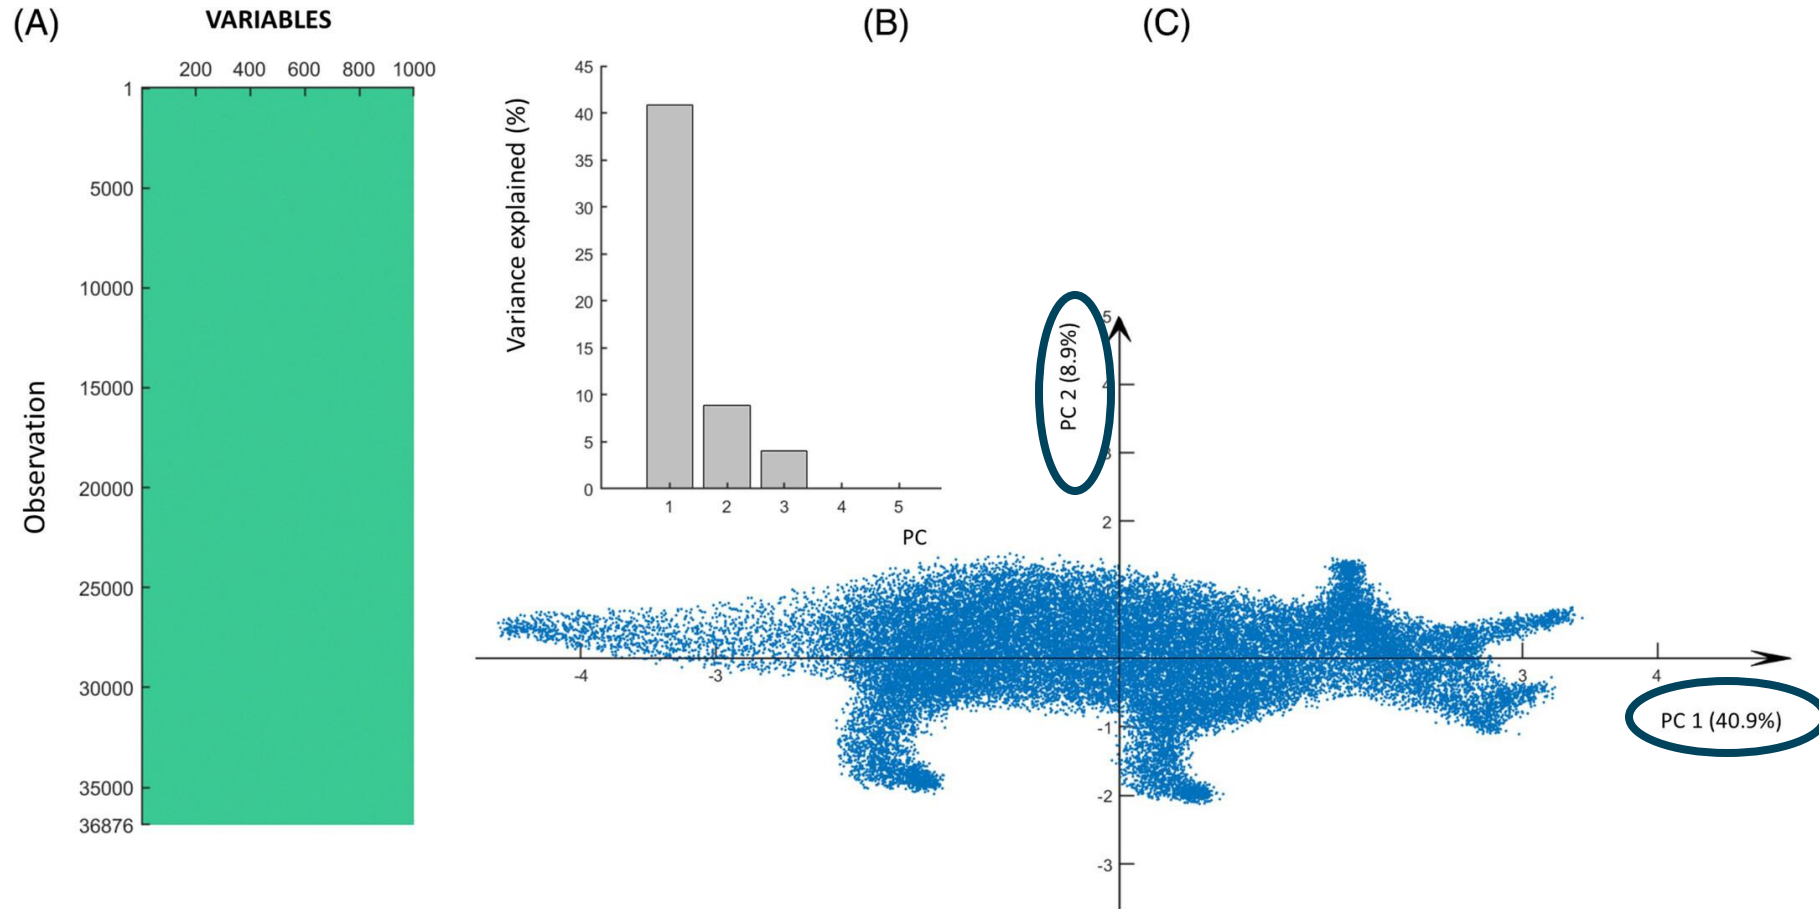 (A)
VARIABLES
200 400 600 800 1000
1
5000
10000
15000
20000
25000
30000
35000
36876
Observation
(B)
45
40
35
30
25
20
15
10
5
0
Variance explained (%)
1 2 3 4 5
PC
(C)
5
4
3
2
-1
-2
-3
PC 2 (8.9%)
-4 -3 3 4
PC 1 (40.9%)